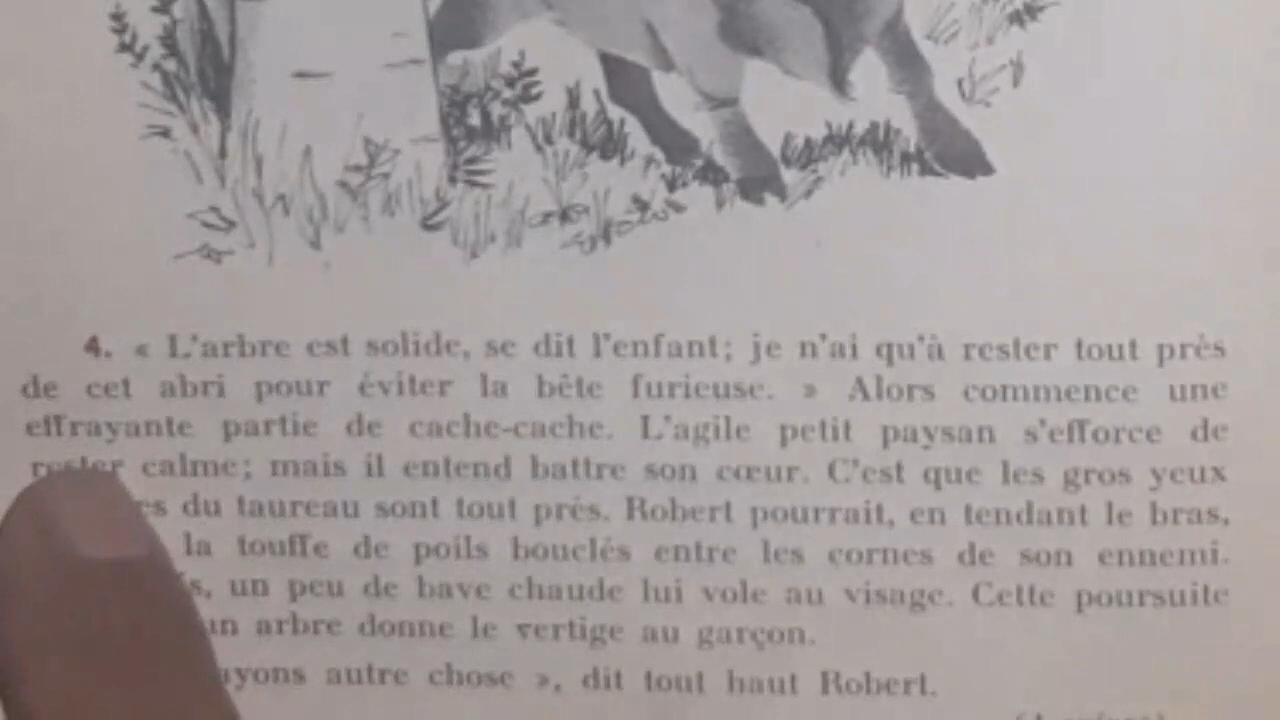 4. « L'arbre est solide, se dit l'enfant; je n'ai qu'à rester tout près
de cet abri pour éviter la bête furieuse. » Alors commence une
effrayante partie de cache-cache. L'agile petit paysan s'efforce de
rester calme; mais il entend battre son cœur. C'est que les gros yeux
du taureau sont tout près. Robert pourrait, en tendant le bras,
la touffe de poils bouclés entre les cornes de son ennemi.
un peu de bave chaude lui vole au visage. Cette poursuite
un arbre donne le vertige au garçon.
autre chose », dit tout haut Robert.